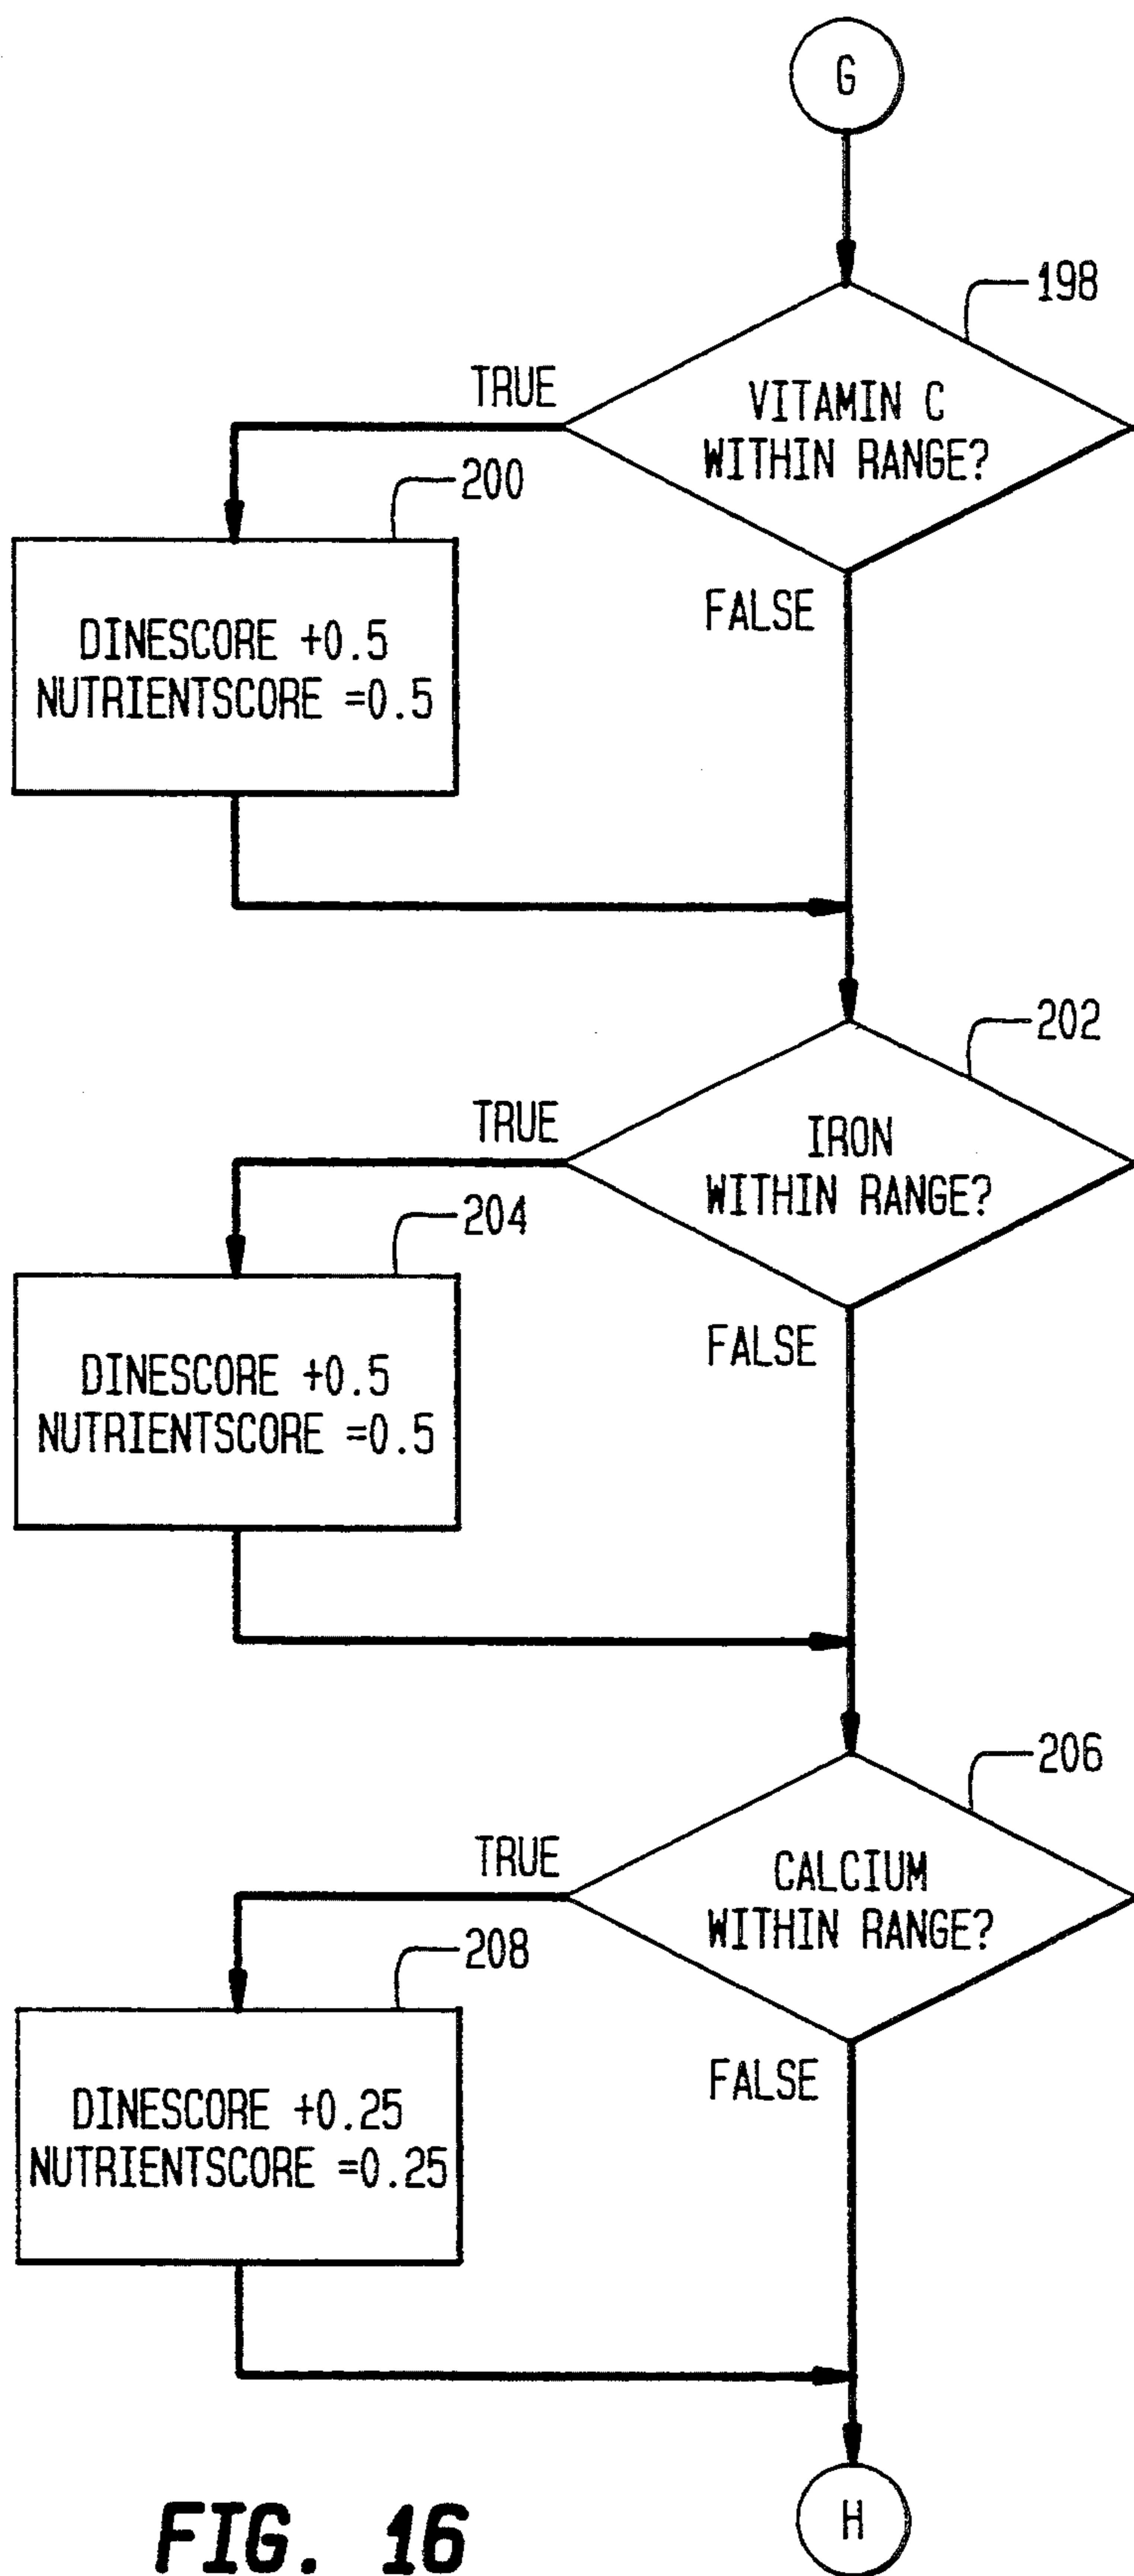 G
198
VITAMIN C
WITHIN RANGE?
TRUE
200
FALSE
DINESCORE +0.5
NUTRIENTSCORE =0.5
202
IRON
WITHIN RANGE?
TRUE
204
FALSE
DINESCORE +0.5
NUTRIENTSCORE =0.5
206
CALCIUM
WITHIN RANGE?
TRUE
208
FALSE
DINESCORE +0.25
NUTRIENTSCORE =0.25
H
FIG. 16